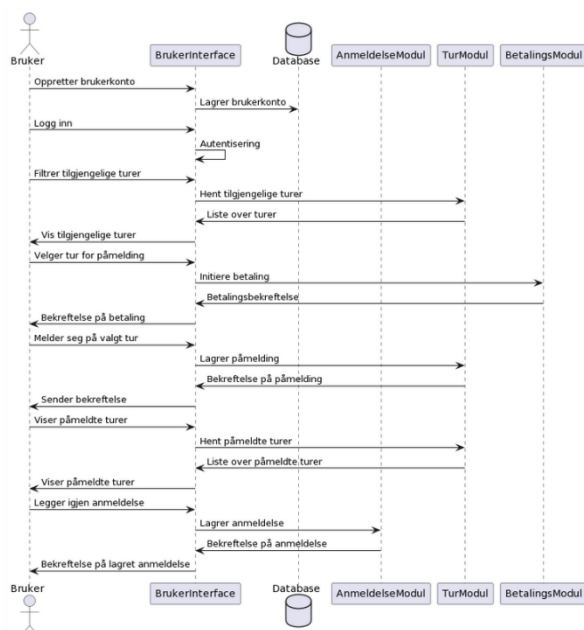 Bruker
BrukerInterface
Database
AnmeldelseModul
TurModul
BetalingsModul
Oppretter brukerkonto
Lagrer brukerkonto
Logg inn
Autentisering
Filtrer tilgjengelige turer
Hent tilgjengelige turer
Liste over turer
Vis tilgjengelige turer
Velger tur for påmelding
Initiere betaling
Betalingsbekreftelse
Bekreftelse på betaling
Melder seg på valgt tur
Lagrer påmelding
Bekreftelse på påmelding
Sender bekreftelse
Viser påmeldte turer
Hent påmeldte turer
Liste over påmeldte turer
Viser påmeldte turer
Legger igjen anmeldelse
Lagrer anmeldelse
Bekreftelse på anmeldelse
Bekreftelse på lagret anmeldelse
Bruker
BrukerInterface
Database
AnmeldelseModul
TurModul
BetalingsModul